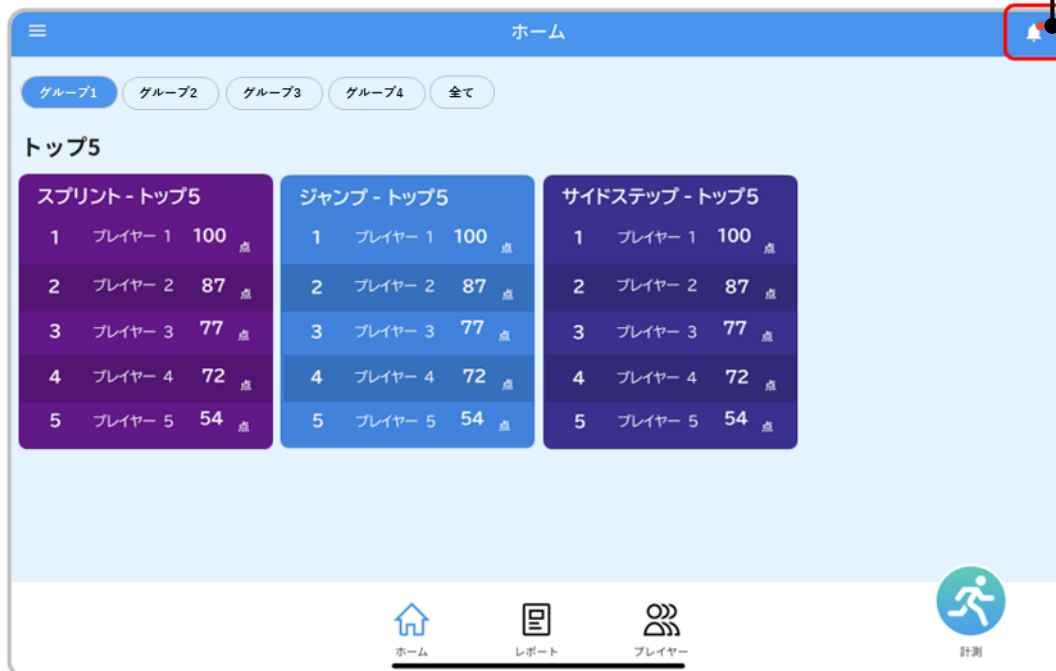 ホーム
グループ1 グループ2 グループ3 グループ4 全て
トップ5
スプリント - トップ5
1 プレイヤー 1 100 点
2 プレイヤー 2 87 点
3 プレイヤー 3 77 点
4 プレイヤー 4 72 点
5 プレイヤー 5 54 点
ジャンプ - トップ5
1 プレイヤー 1 100 点
2 プレイヤー 2 87 点
3 プレイヤー 3 77 点
4 プレイヤー 4 72 点
5 プレイヤー 5 54 点
サイドステップ - トップ5
1 プレイヤー 1 100 点
2 プレイヤー 2 87 点
3 プレイヤー 3 77 点
4 プレイヤー 4 72 点
5 プレイヤー 5 54 点
ホーム レポート プレイヤー 計測